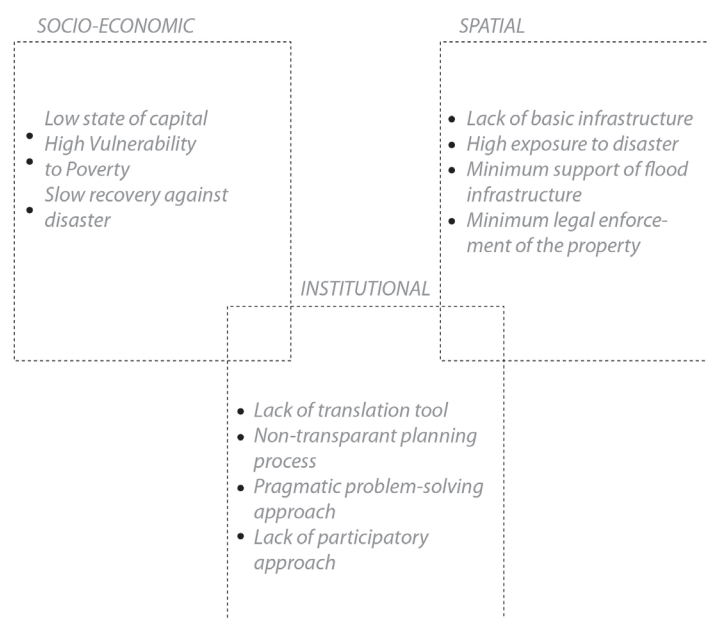 SOCIO-ECONOMIC
Low state of capital
High Vulnerability
to Poverty
Slow recovery against
disaster
SPATIAL
Lack of basic infrastructure
High exposure to disaster
Minimum support of flood
infrastructure
Minimum legal enforce-
ment of the property
INSTITUTIONAL
Lack of translation tool
Non-transparant planning
process
Pragmatic problem-solving
approach
Lack of participatory
approach